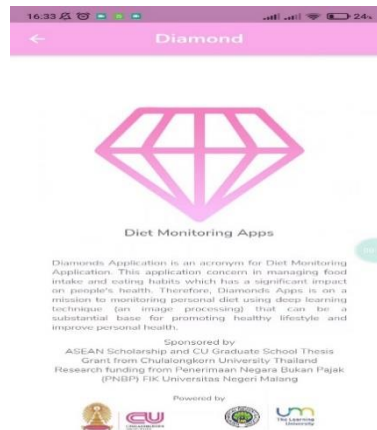 16:33
24%
Diamond
Diet Monitoring Apps
Diamonds Application is an acronym for Diet Monitoring
Application. This application concern in managing food
intake and eating habits which has a significant impact
on people's health. Therefore, Diamonds Apps is on a
mission to monitoring personal diet using deep learning
technique (an image processing) that can be a
substantial base for promoting healthy lifestyle and
improve personal health.
Sponsored by
ASEAN Scholarship and CU Graduate School Thesis
Grant from Chulalongkorn University Thailand
Research funding from Penerimaan Negara Bukan Pajak
(PNBP) FIK Universitas Negeri Malang
Powered by
CU
um
The Learning
University